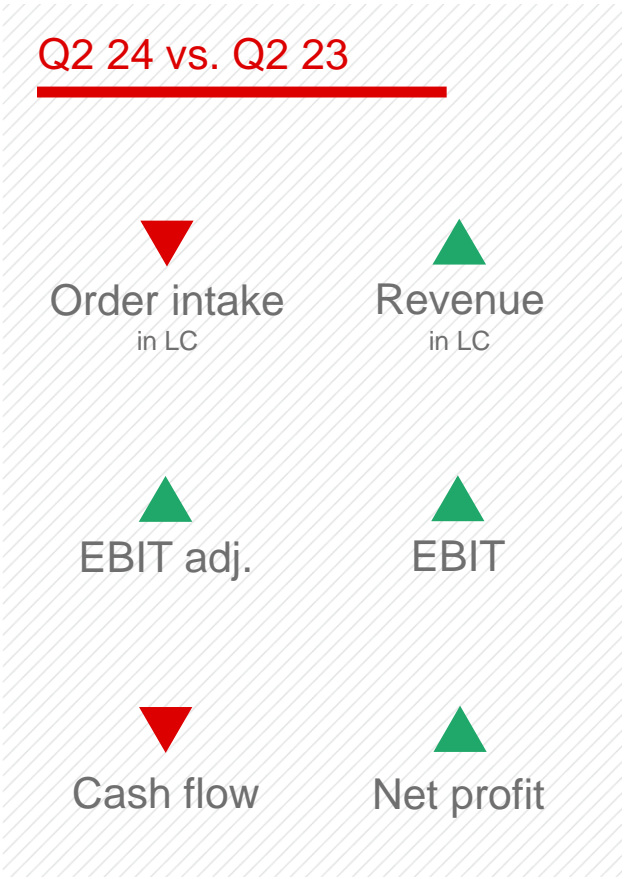 Q2 24 vs. Q2 23
Order intake
in LC
Revenue
in LC
EBIT adj.
EBIT
Cash flow
Net profit